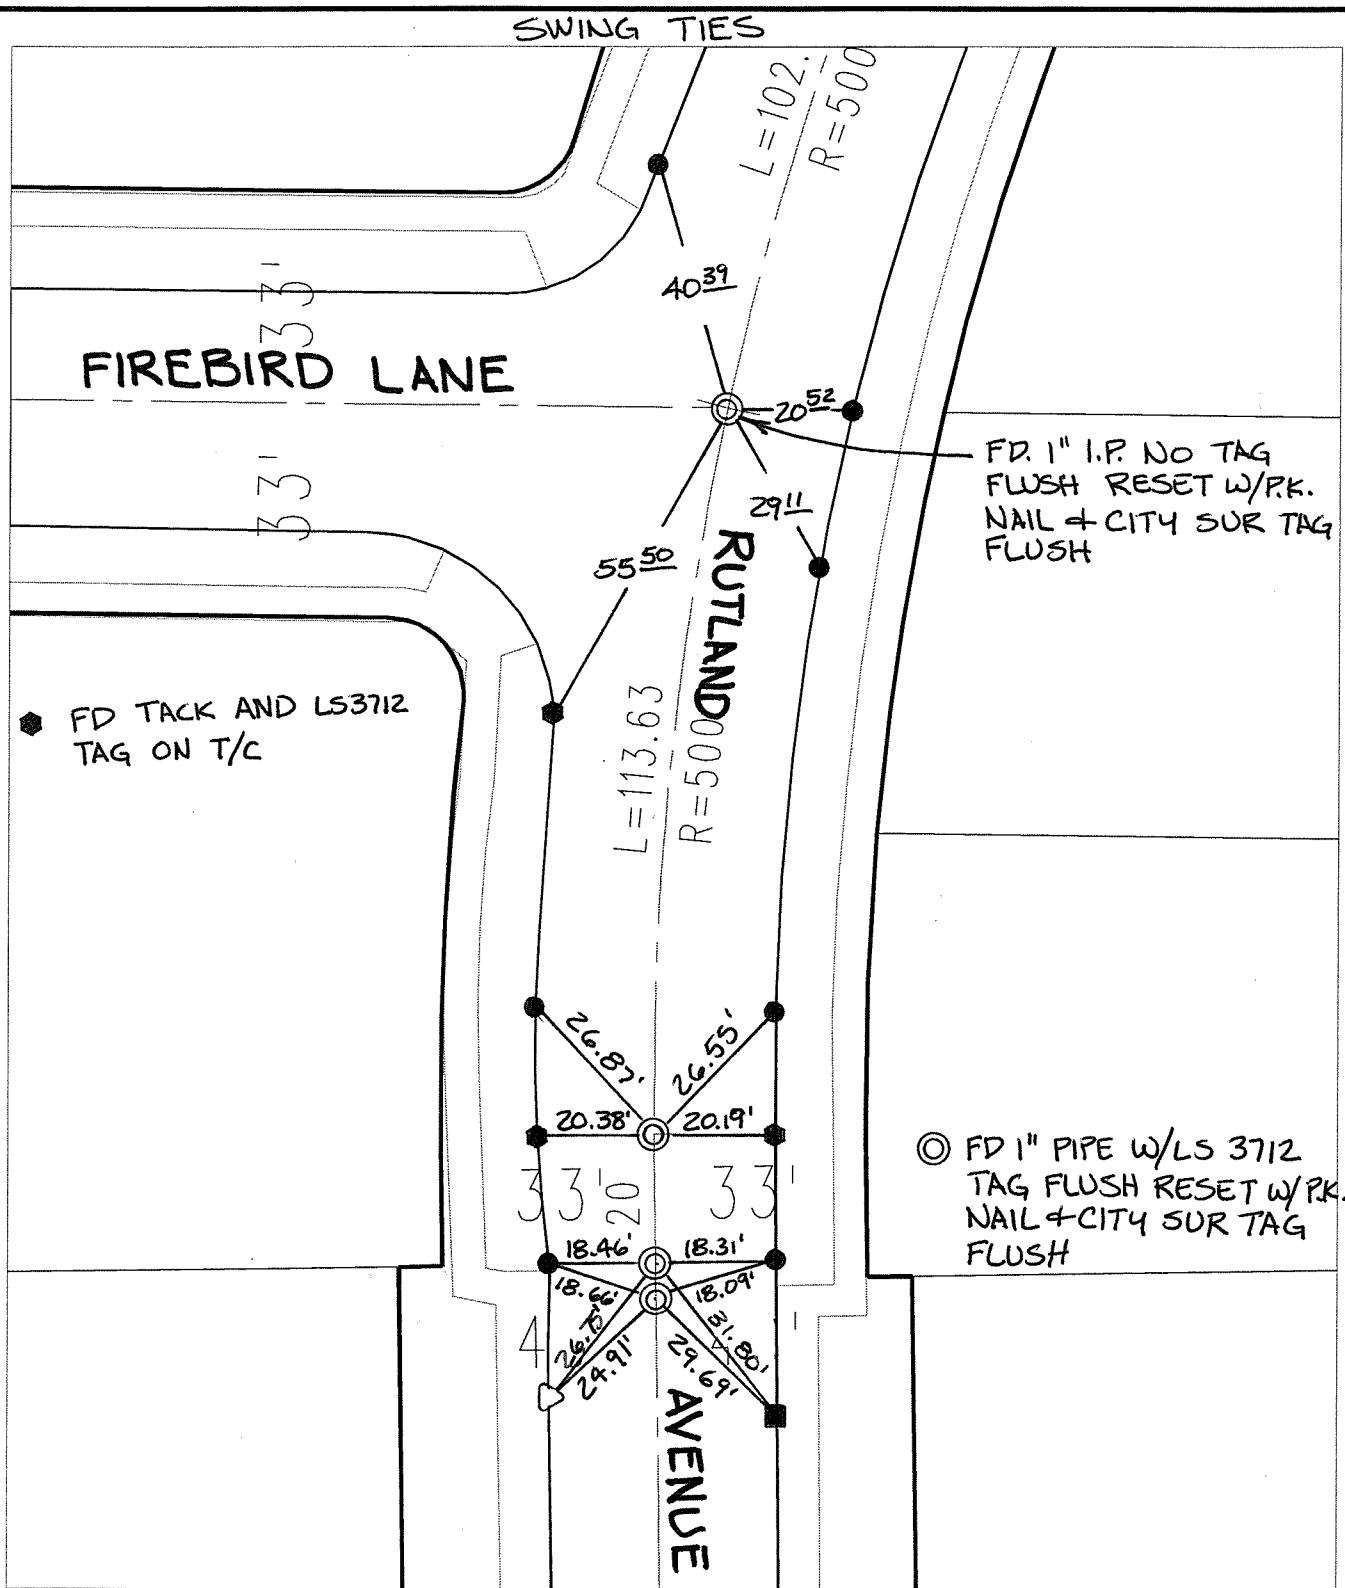 SWING TIES
L=102.
R=500
33'
40 39
FIREBIRD LANE
20 52
FD. 1" I.P. NO TAG
FLUSH RESET W/P.K.
NAIL & CITY SUR TAG
FLUSH
33'
29 11
55 50
RUTLAND
FD TACK AND LS3712
TAG ON T/C
L=113.63
R=500
26.87'
26.55'
20.38'
20.19'
FD 1" PIPE W/LS 3712
TAG FLUSH RESET W/P.K.
NAIL & CITY SUR TAG
FLUSH
33'
20
33'
18.46'
18.31'
18.66'
18.09'
4
26.75'
31.80'
24.91'
29.69'
AVENUE